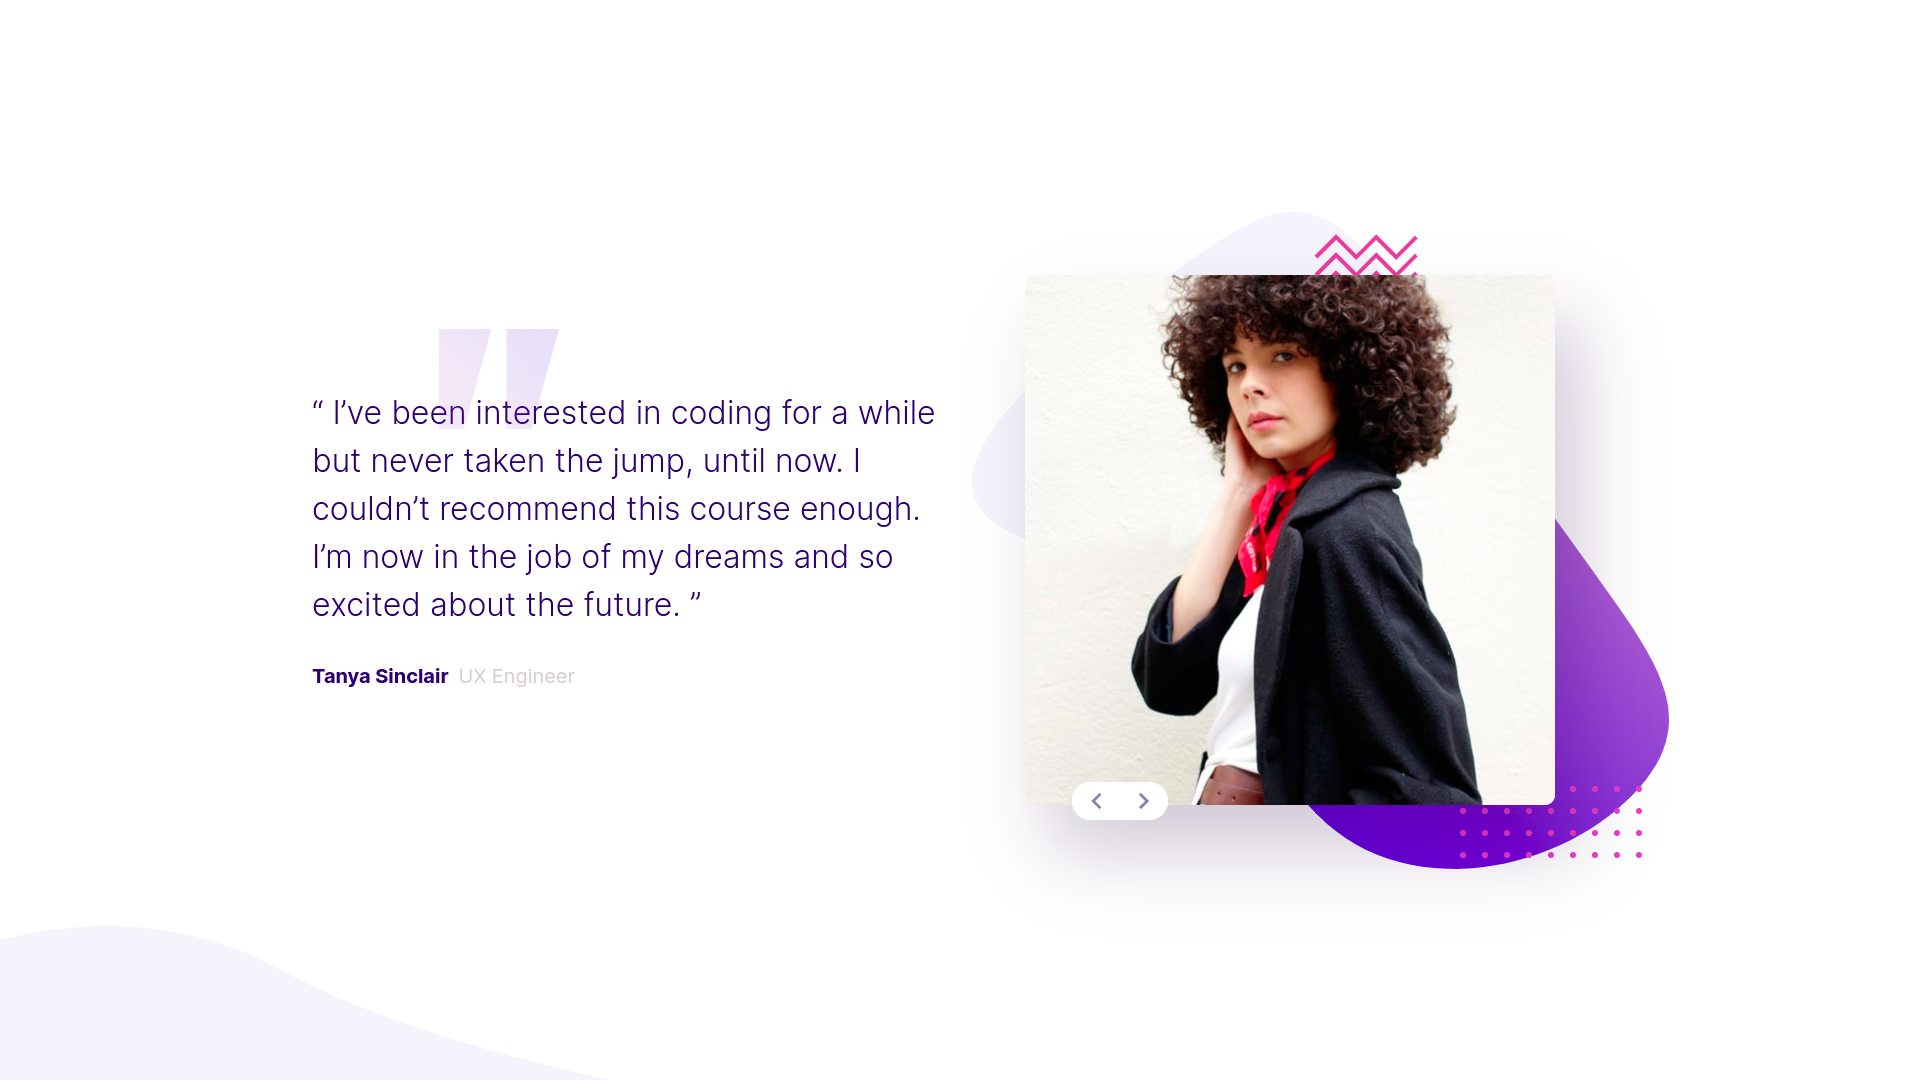 “ I’ve been interested in coding for a while
but never taken the jump, until now. I
couldn’t recommend this course enough.
I’m now in the job of my dreams and so
excited about the future. ”
Tanya Sinclair UX Engineer